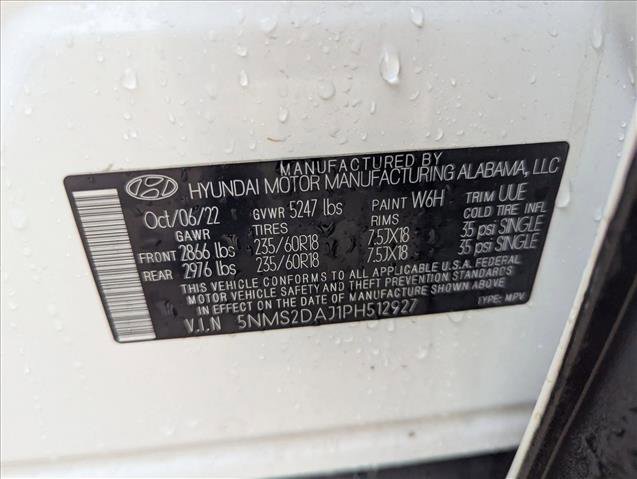 MANUFACTURED BY
HYUNDAI MOTOR MANUFACTURING ALABAMA, LLC
Oct/06/22 GVWR 5247 lbs PAINT W6H TRIM UUE
GAWR TIRES RIMS COLD TIRE INFL
FRONT 2866 lbs 235/60R18 7.5JX18 35 psi SINGLE
REAR 2976 lbs 235/60R18 7.5JX18 35 psi SINGLE
THIS VEHICLE CONFORMS TO ALL APPLICABLE U.S.A. FEDERAL
MOTOR VEHICLE SAFETY AND THEFT PREVENTION STANDARDS
IN EFFECT ON THE DATE OF MANUFACTURE SHOWN ABOVE
V.I.N 5NMS2DAJ1PH512927 TYPE: MPV